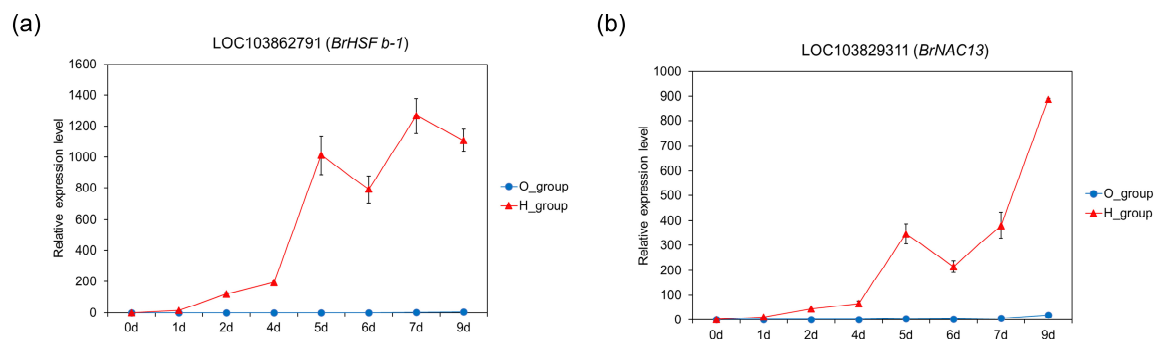 (a)
LOC103862791 (BrHSF b-1)
1600
1400
1200
1000
800
600
400
200
0
Relative expression level
0d 1d 2d 4d 5d 6d 7d 9d
O_group
H_group
(b)
LOC103829311 (BrNAC13)
1000
900
800
700
600
500
400
300
200
100
0
Relative expression level
0d 1d 2d 4d 5d 6d 7d 9d
O_group
H_group